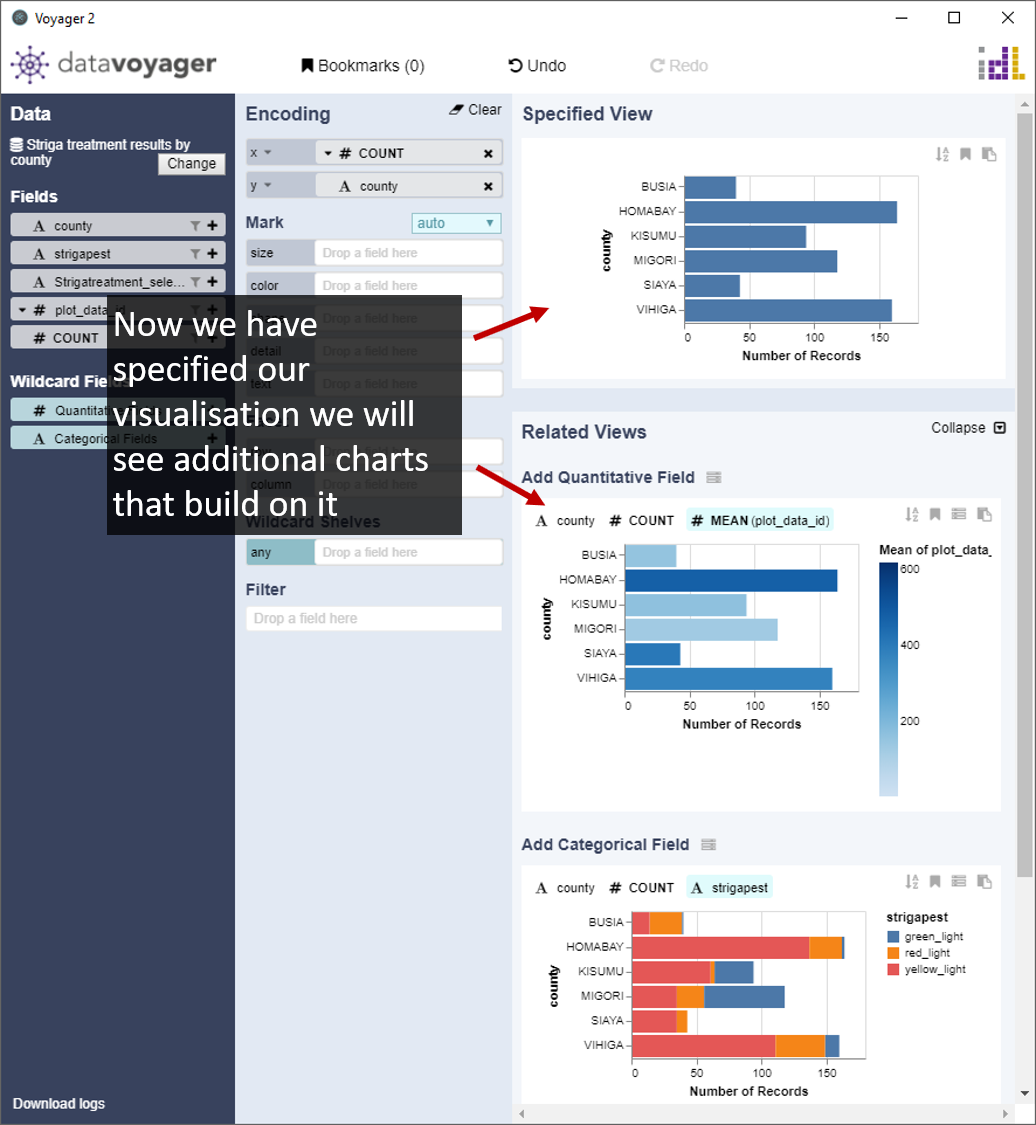 Voyager 2
datavoyager
Bookmarks (0)
Undo
Redo
idl
Data
Striga treatment results by
county
Change
Fields
A county
A strigapest
A Strigatreatment_sele...
# plot_data_id
# COUNT
Wildcard Fields
# Quantitative
A Categorical Fields
Download logs
Encoding
Clear
x # COUNT
y A county
Mark
auto
size Drop a field here
color Drop a field here
shape Drop a field here
detail Drop a field here
text Drop a field here
column Drop a field here
Wildcard Shelves
any Drop a field here
Filter
Drop a field here
Now we have
specified our
visualisation we will
see additional charts
that build on it
Specified View
county
BUSIA
HOMABAY
KISUMU
MIGORI
SIAYA
VIHIGA
0 50 100 150
Number of Records
Related Views
Collapse
Add Quantitative Field
A county # COUNT # MEAN (plot_data_id)
county
BUSIA
HOMABAY
KISUMU
MIGORI
SIAYA
VIHIGA
0 50 100 150
Number of Records
Mean of plot_data_
600
400
200
Add Categorical Field
A county # COUNT A strigapest
county
BUSIA
HOMABAY
KISUMU
MIGORI
SIAYA
VIHIGA
0 50 100 150
Number of Records
strigapest
green_light
red_light
yellow_light